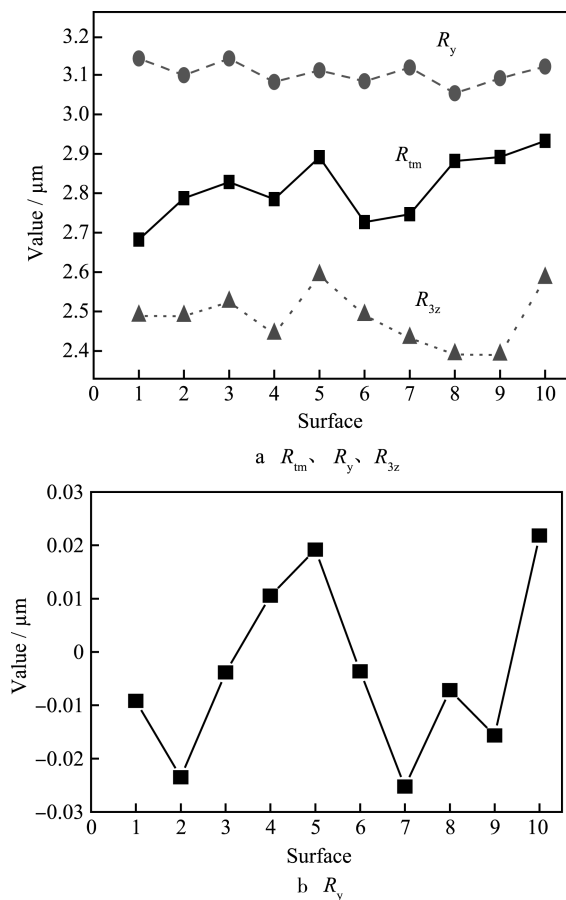 3.2
3.1
3.0
2.9
2.8
2.7
2.6
2.5
2.4
Value / μm
R_y
R_tm
R_3z
0 1 2 3 4 5 6 7 8 9 10
Surface
a R_tm、 R_y、 R_3z
0.03
0.02
0.01
0
−0.01
−0.02
−0.03
Value / μm
0 1 2 3 4 5 6 7 8 9 10
Surface
b R_v